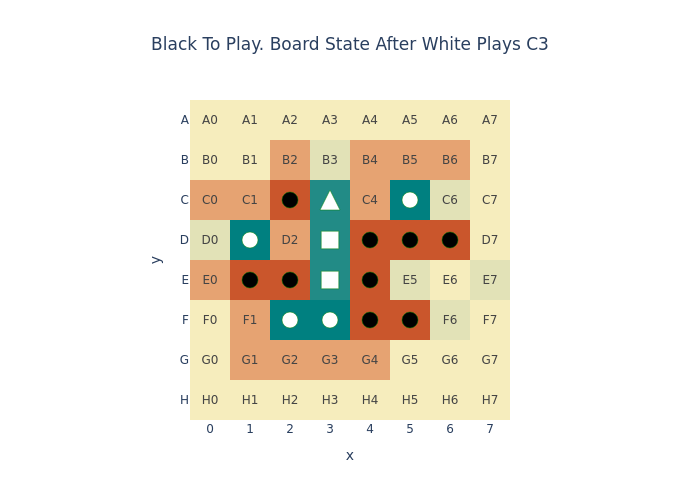 Black To Play. Board State After White Plays C3
A A0 A1 A2 A3 A4 A5 A6 A7
B B0 B1 B2 B3 B4 B5 B6 B7
C C0 C1 C4 C6 C7
D D0 D2 D7
y
E E0 E5 E6 E7
F F0 F1 F6 F7
G G0 G1 G2 G3 G4 G5 G6 G7
H H0 H1 H2 H3 H4 H5 H6 H7
0 1 2 3 4 5 6 7
x